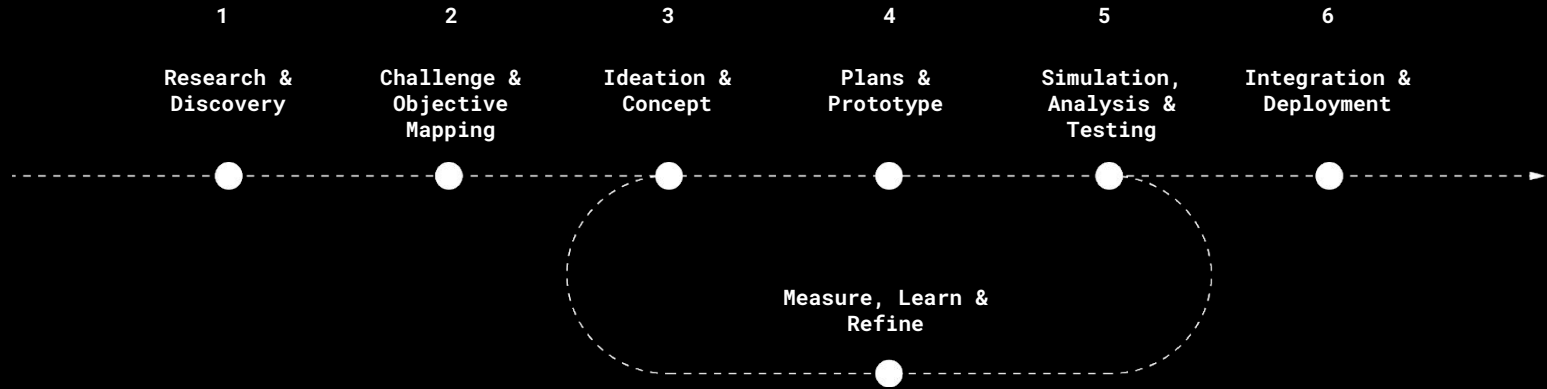 1
2
3
4
5
6
Research &
Discovery
Challenge &
Objective
Mapping
Ideation &
Concept
Plans &
Prototype
Simulation,
Analysis &
Testing
Integration &
Deployment
Measure, Learn &
Refine